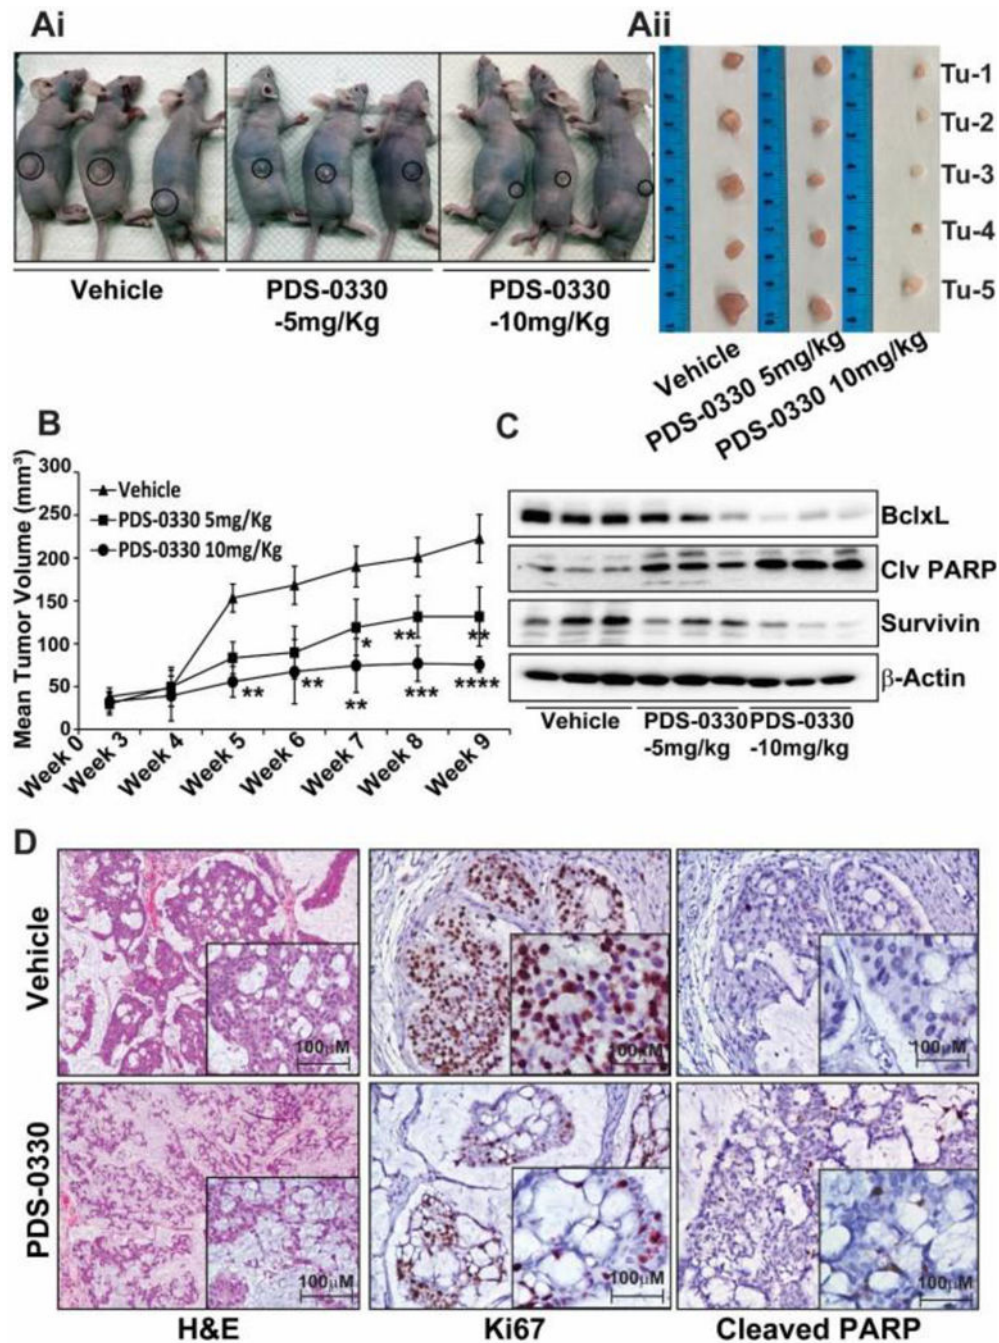 Ai
Aii
Tu-1
Tu-2
Tu-3
Tu-4
Tu-5
Vehicle
PDS-0330
-5mg/Kg
PDS-0330
-10mg/Kg
Vehicle
PDS-0330 5mg/kg
PDS-0330 10mg/kg
B
Mean Tumor Volume (mm³)
300
250
200
150
100
50
0
Vehicle
PDS-0330 5mg/Kg
PDS-0330 10mg/Kg
**
**
*
**
**
***
**
****
Week 0
Week 3
Week 4
Week 5
Week 6
Week 7
Week 8
Week 9
C
BclxL
Clv PARP
Survivin
β-Actin
Vehicle
PDS-0330
-5mg/kg
PDS-0330
-10mg/kg
D
Vehicle
100µM
100µM
100µM
PDS-0330
100µM
100µM
100µM
H&E
Ki67
Cleaved PARP